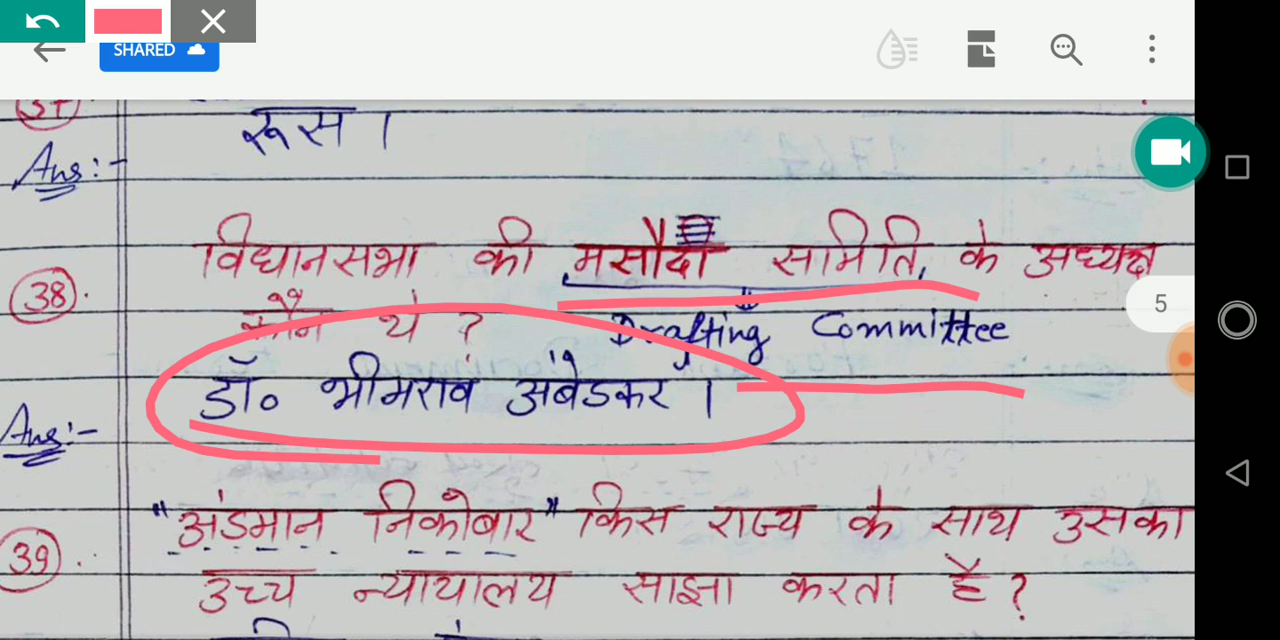 SHARED
37
रूस ।
Ans:-
38. विधानसभा की मसौदा समिति, के अध्यक्ष
कौन थे ?
Drafting Committee
5
Ans:- डॉ० भीमराव अंबेडकर ।
39. "अंडमान निकोबार" किस राज्य के साथ उसका
उच्च न्यायालय साझा करता है ?